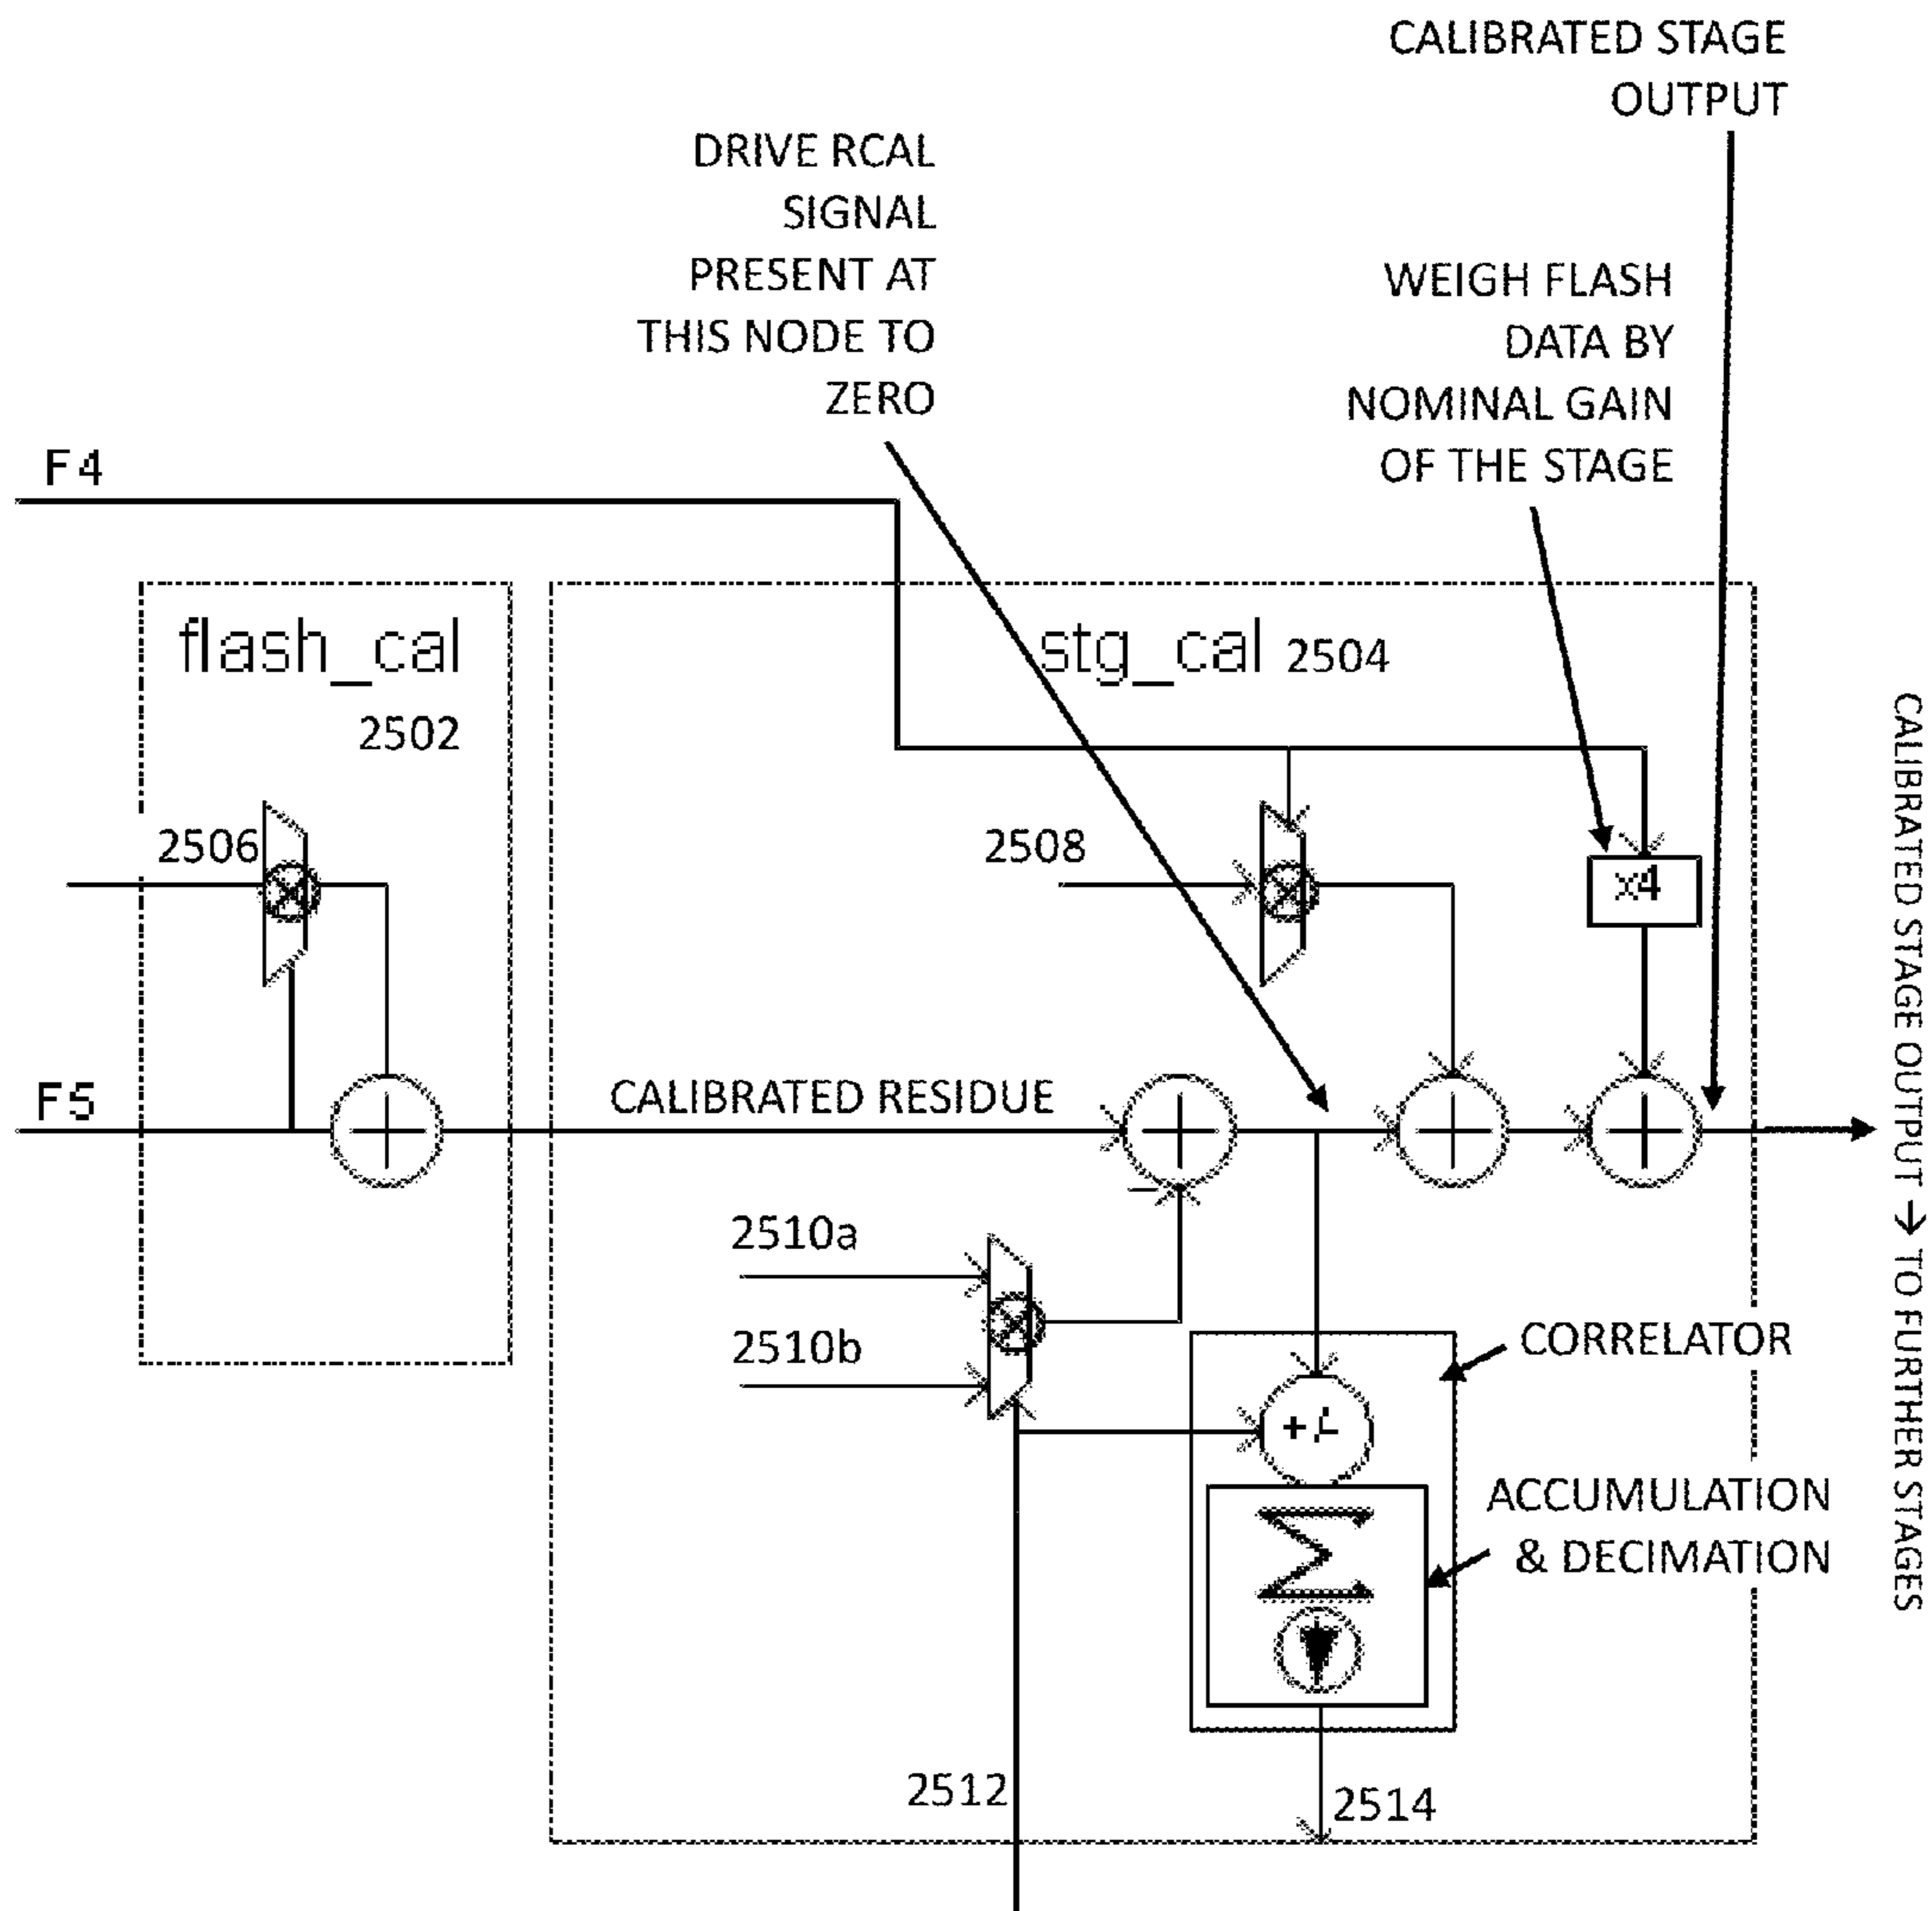 CALIBRATED STAGE
OUTPUT
DRIVE RCAL
SIGNAL
PRESENT AT
THIS NODE TO
ZERO
WEIGH FLASH
DATA BY
NOMINAL GAIN
OF THE STAGE
F4
flash_cal
2502
stg_cal 2504
2506
2508
x4
F5
CALIBRATED RESIDUE
2510a
2510b
CORRELATOR
+/-
ACCUMULATION
& DECIMATION
Σ
2512
2514
CALIBRATED STAGE OUTPUT → TO FURTHER STAGES